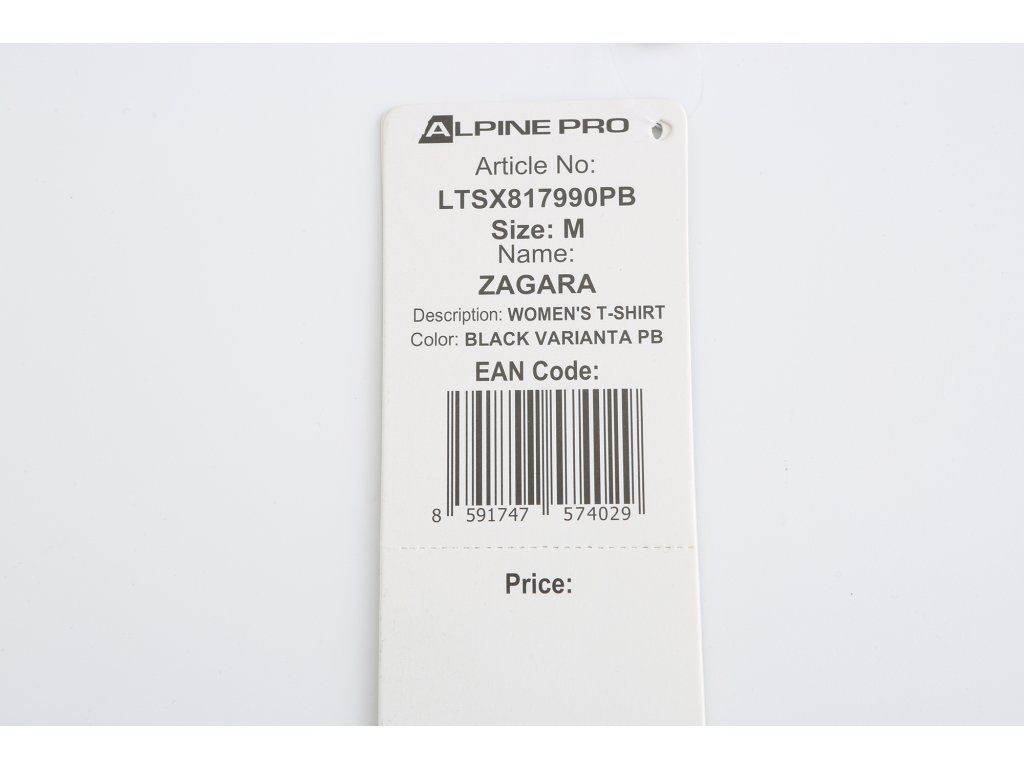 ALPINE PRO
Article No:
LTSX817990PB
Size: M
Name:
ZAGARA
Description: WOMEN'S T-SHIRT
Color: BLACK VARIANTA PB
EAN Code:
8 591747 574029
Price: